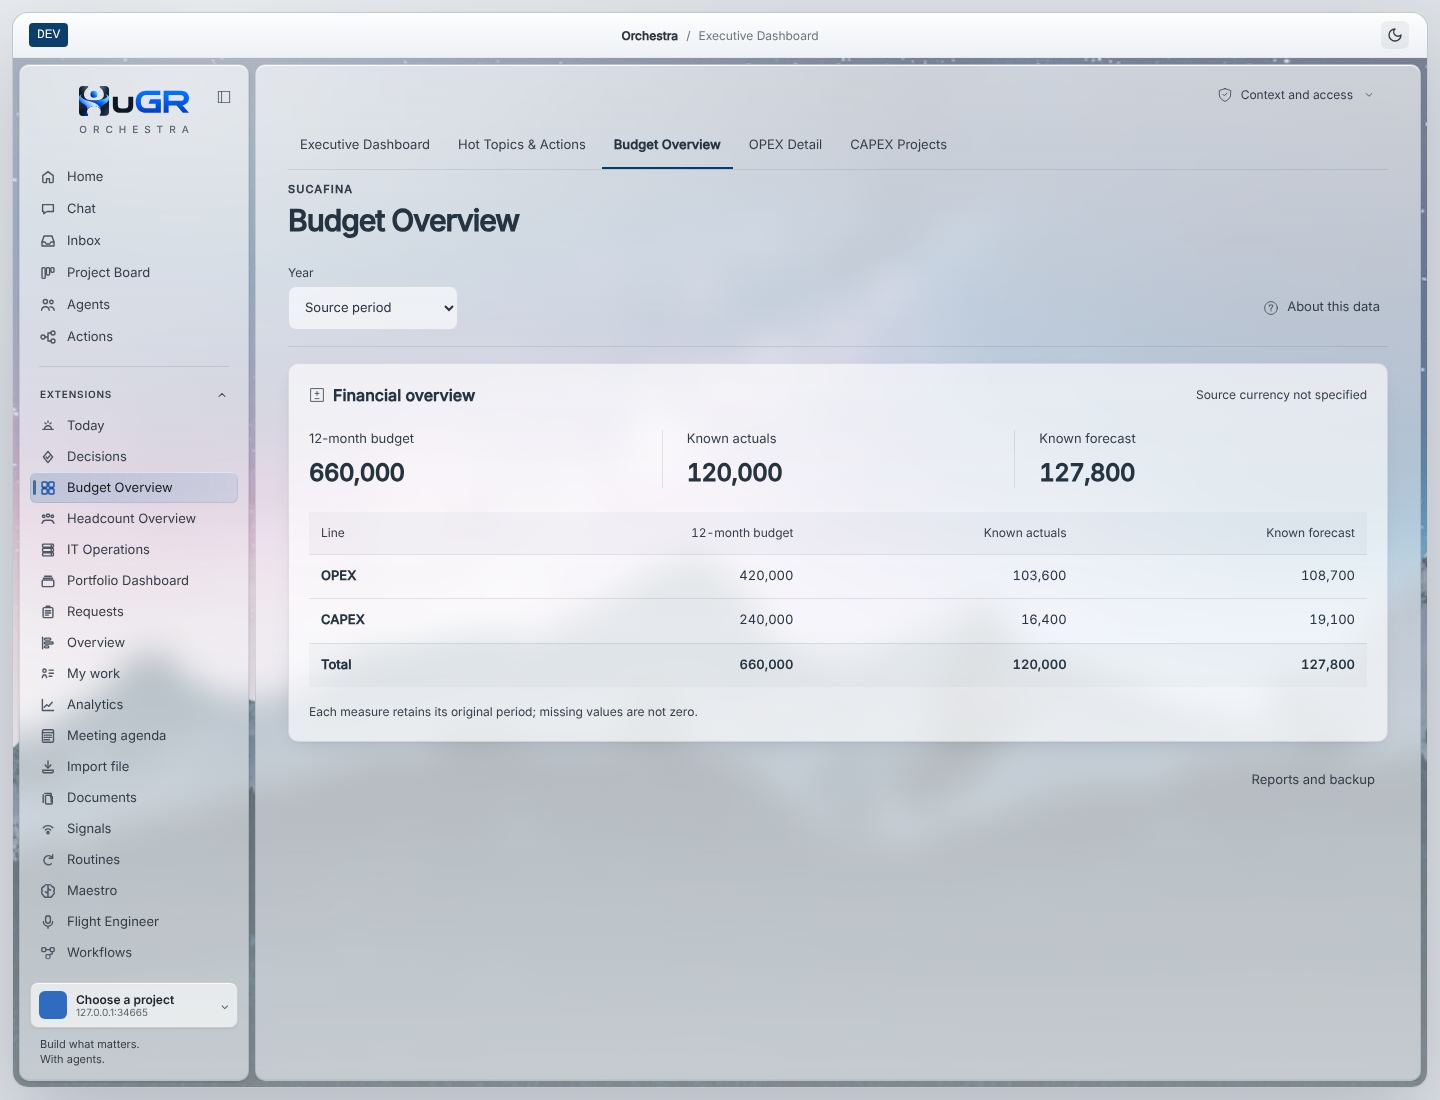 DEV
Orchestra / Executive Dashboard
HuGR
ORCHESTRA
Home
Chat
Inbox
Project Board
Agents
Actions
EXTENSIONS
Today
Decisions
Budget Overview
Headcount Overview
IT Operations
Portfolio Dashboard
Requests
Overview
My work
Analytics
Meeting agenda
Import file
Documents
Signals
Routines
Maestro
Flight Engineer
Workflows
Choose a project
127.0.0.1:34665
Build what matters.
With agents.
Context and access
Executive Dashboard Hot Topics & Actions Budget Overview OPEX Detail CAPEX Projects
SUCAFINA
Budget Overview
Year
Source period
About this data
Financial overview Source currency not specified
12-month budget Known actuals Known forecast
660,000 120,000 127,800
Line 12-month budget Known actuals Known forecast
OPEX 420,000 103,600 108,700
CAPEX 240,000 16,400 19,100
Total 660,000 120,000 127,800
Each measure retains its original period; missing values are not zero.
Reports and backup